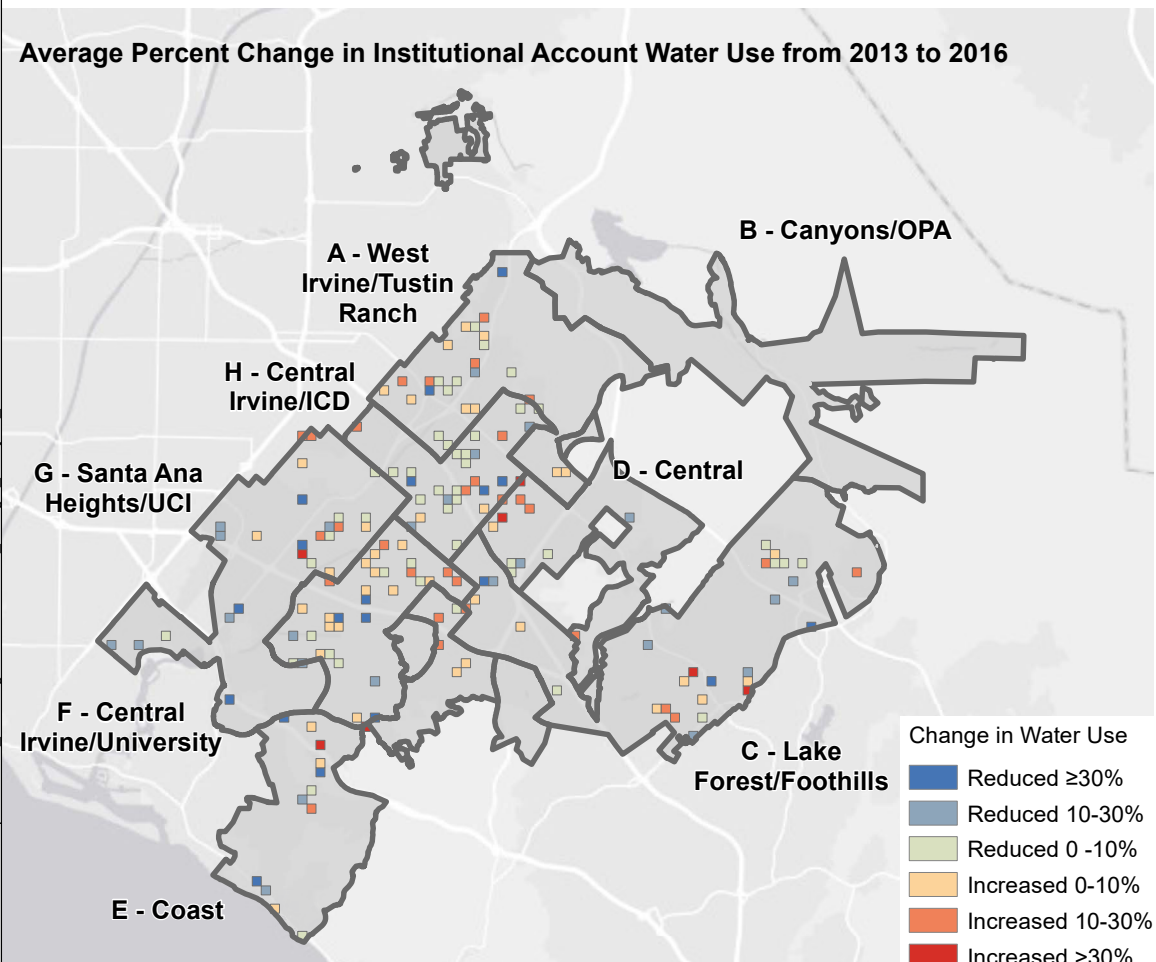 Average Percent Change in Institutional Account Water Use from 2013 to 2016
B - Canyons/OPA
A - West
Irvine/Tustin
Ranch
H - Central
Irvine/ICD
G - Santa Ana
Heights/UCI
D - Central
F - Central
Irvine/University
C - Lake
Forest/Foothills
E - Coast
Change in Water Use
Reduced ≥30%
Reduced 10-30%
Reduced 0 -10%
Increased 0-10%
Increased 10-30%
Increased ≥30%